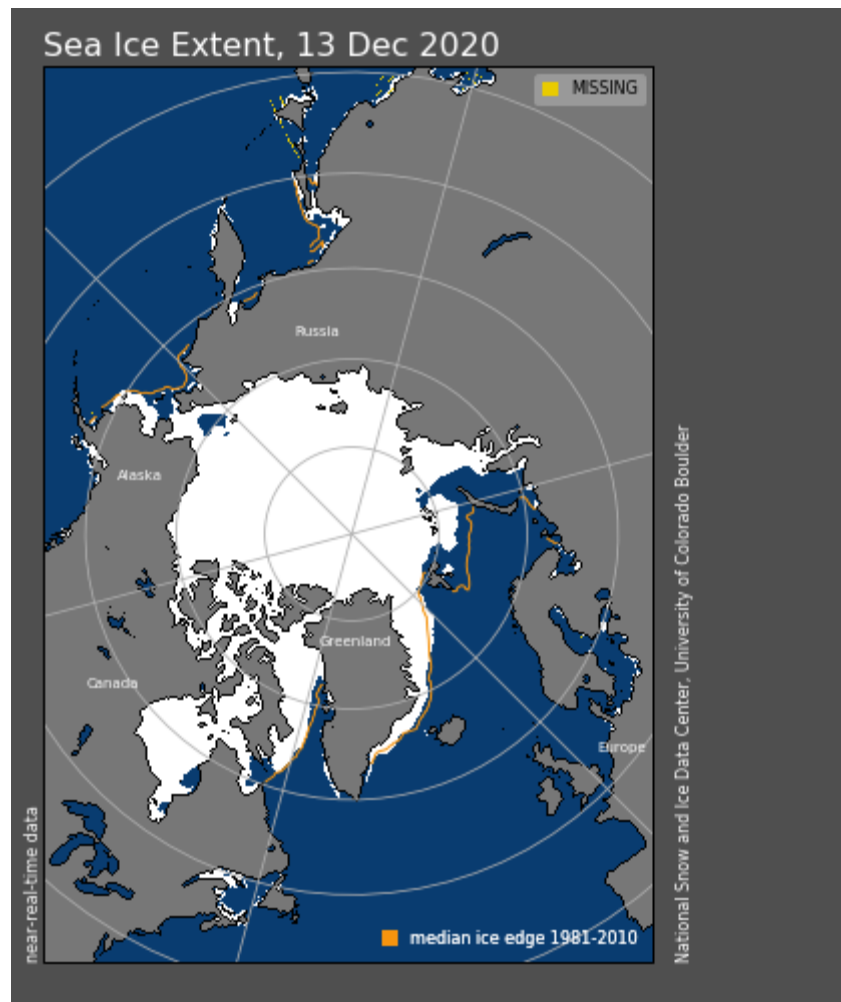 Sea Ice Extent, 13 Dec 2020
MISSING
Russia
Alaska
Greenland
Canada
Europe
median ice edge 1981-2010
near-real-time data
National Snow and Ice Data Center, University of Colorado Boulder